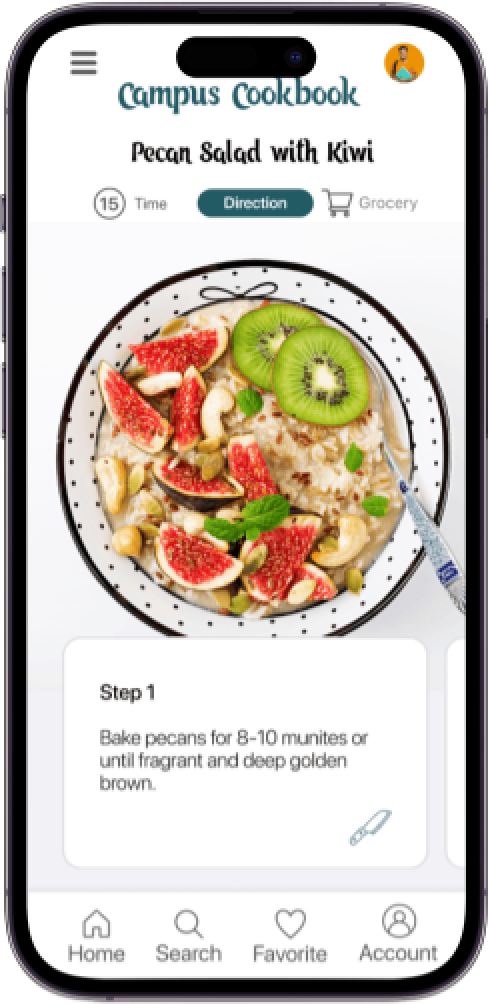 Campus Cookbook
Pecan Salad with Kiwi
15 Time Direction Grocery
Step 1
Bake pecans for 8-10 munites or
until fragrant and deep golden
brown.
Home Search Favorite Account